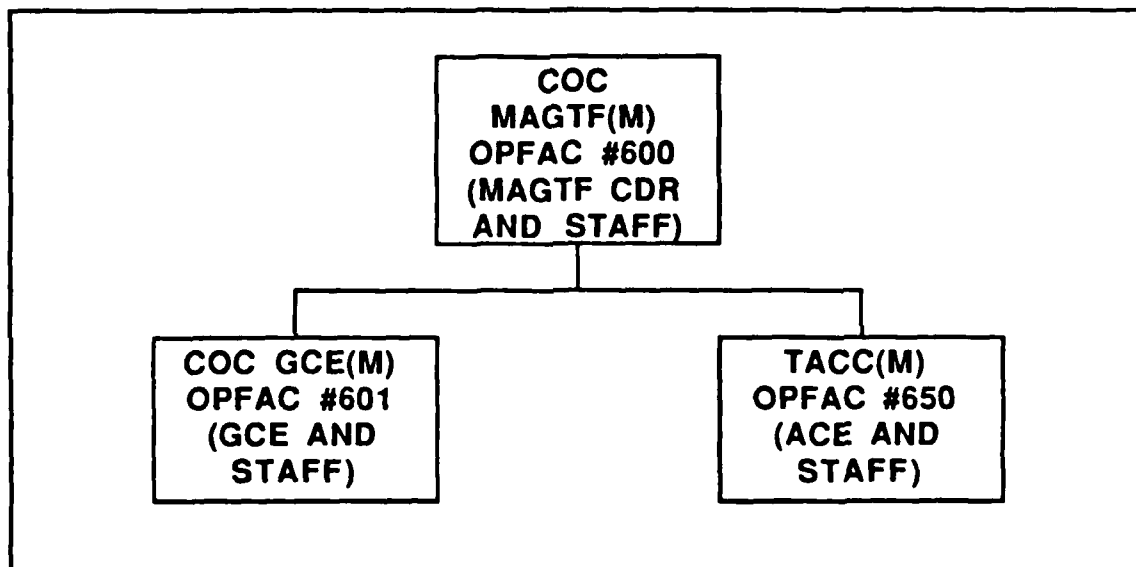 COC
MAGTF(M)
OPFAC #600
(MAGTF CDR
AND STAFF)
COC GCE(M)
OPFAC #601
(GCE AND
STAFF)
TACC(M)
OPFAC #650
(ACE AND
STAFF)